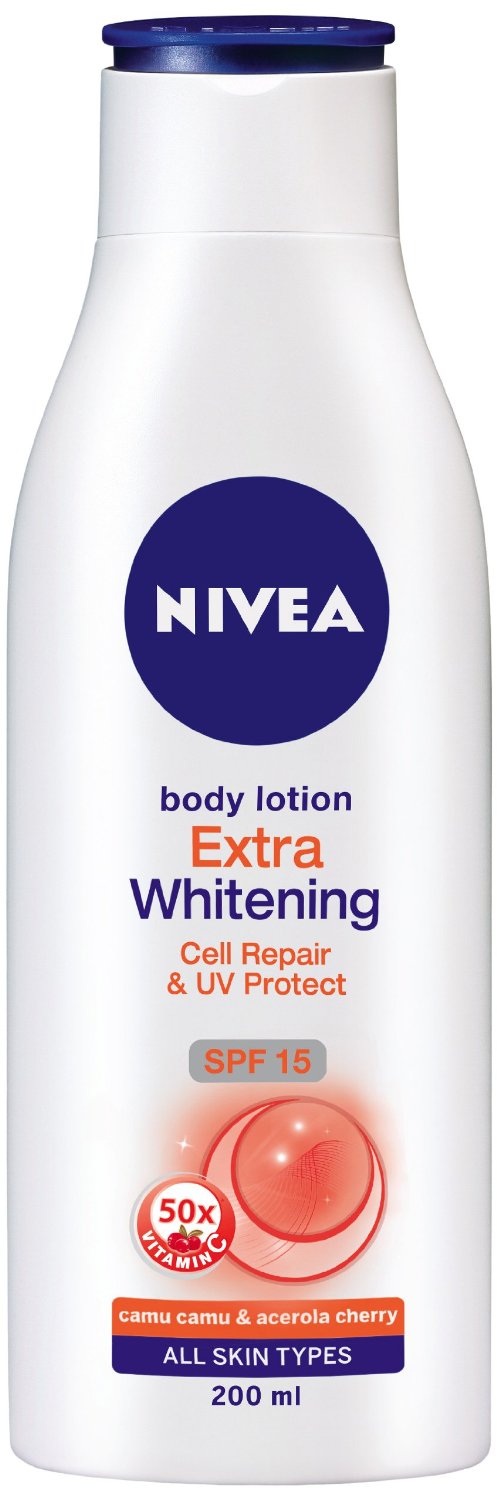 NIVEA
body lotion
Extra
Whitening
Cell Repair
& UV Protect
SPF 15
50x
VITAMIN C
camu camu & acerola cherry
ALL SKIN TYPES
200 ml